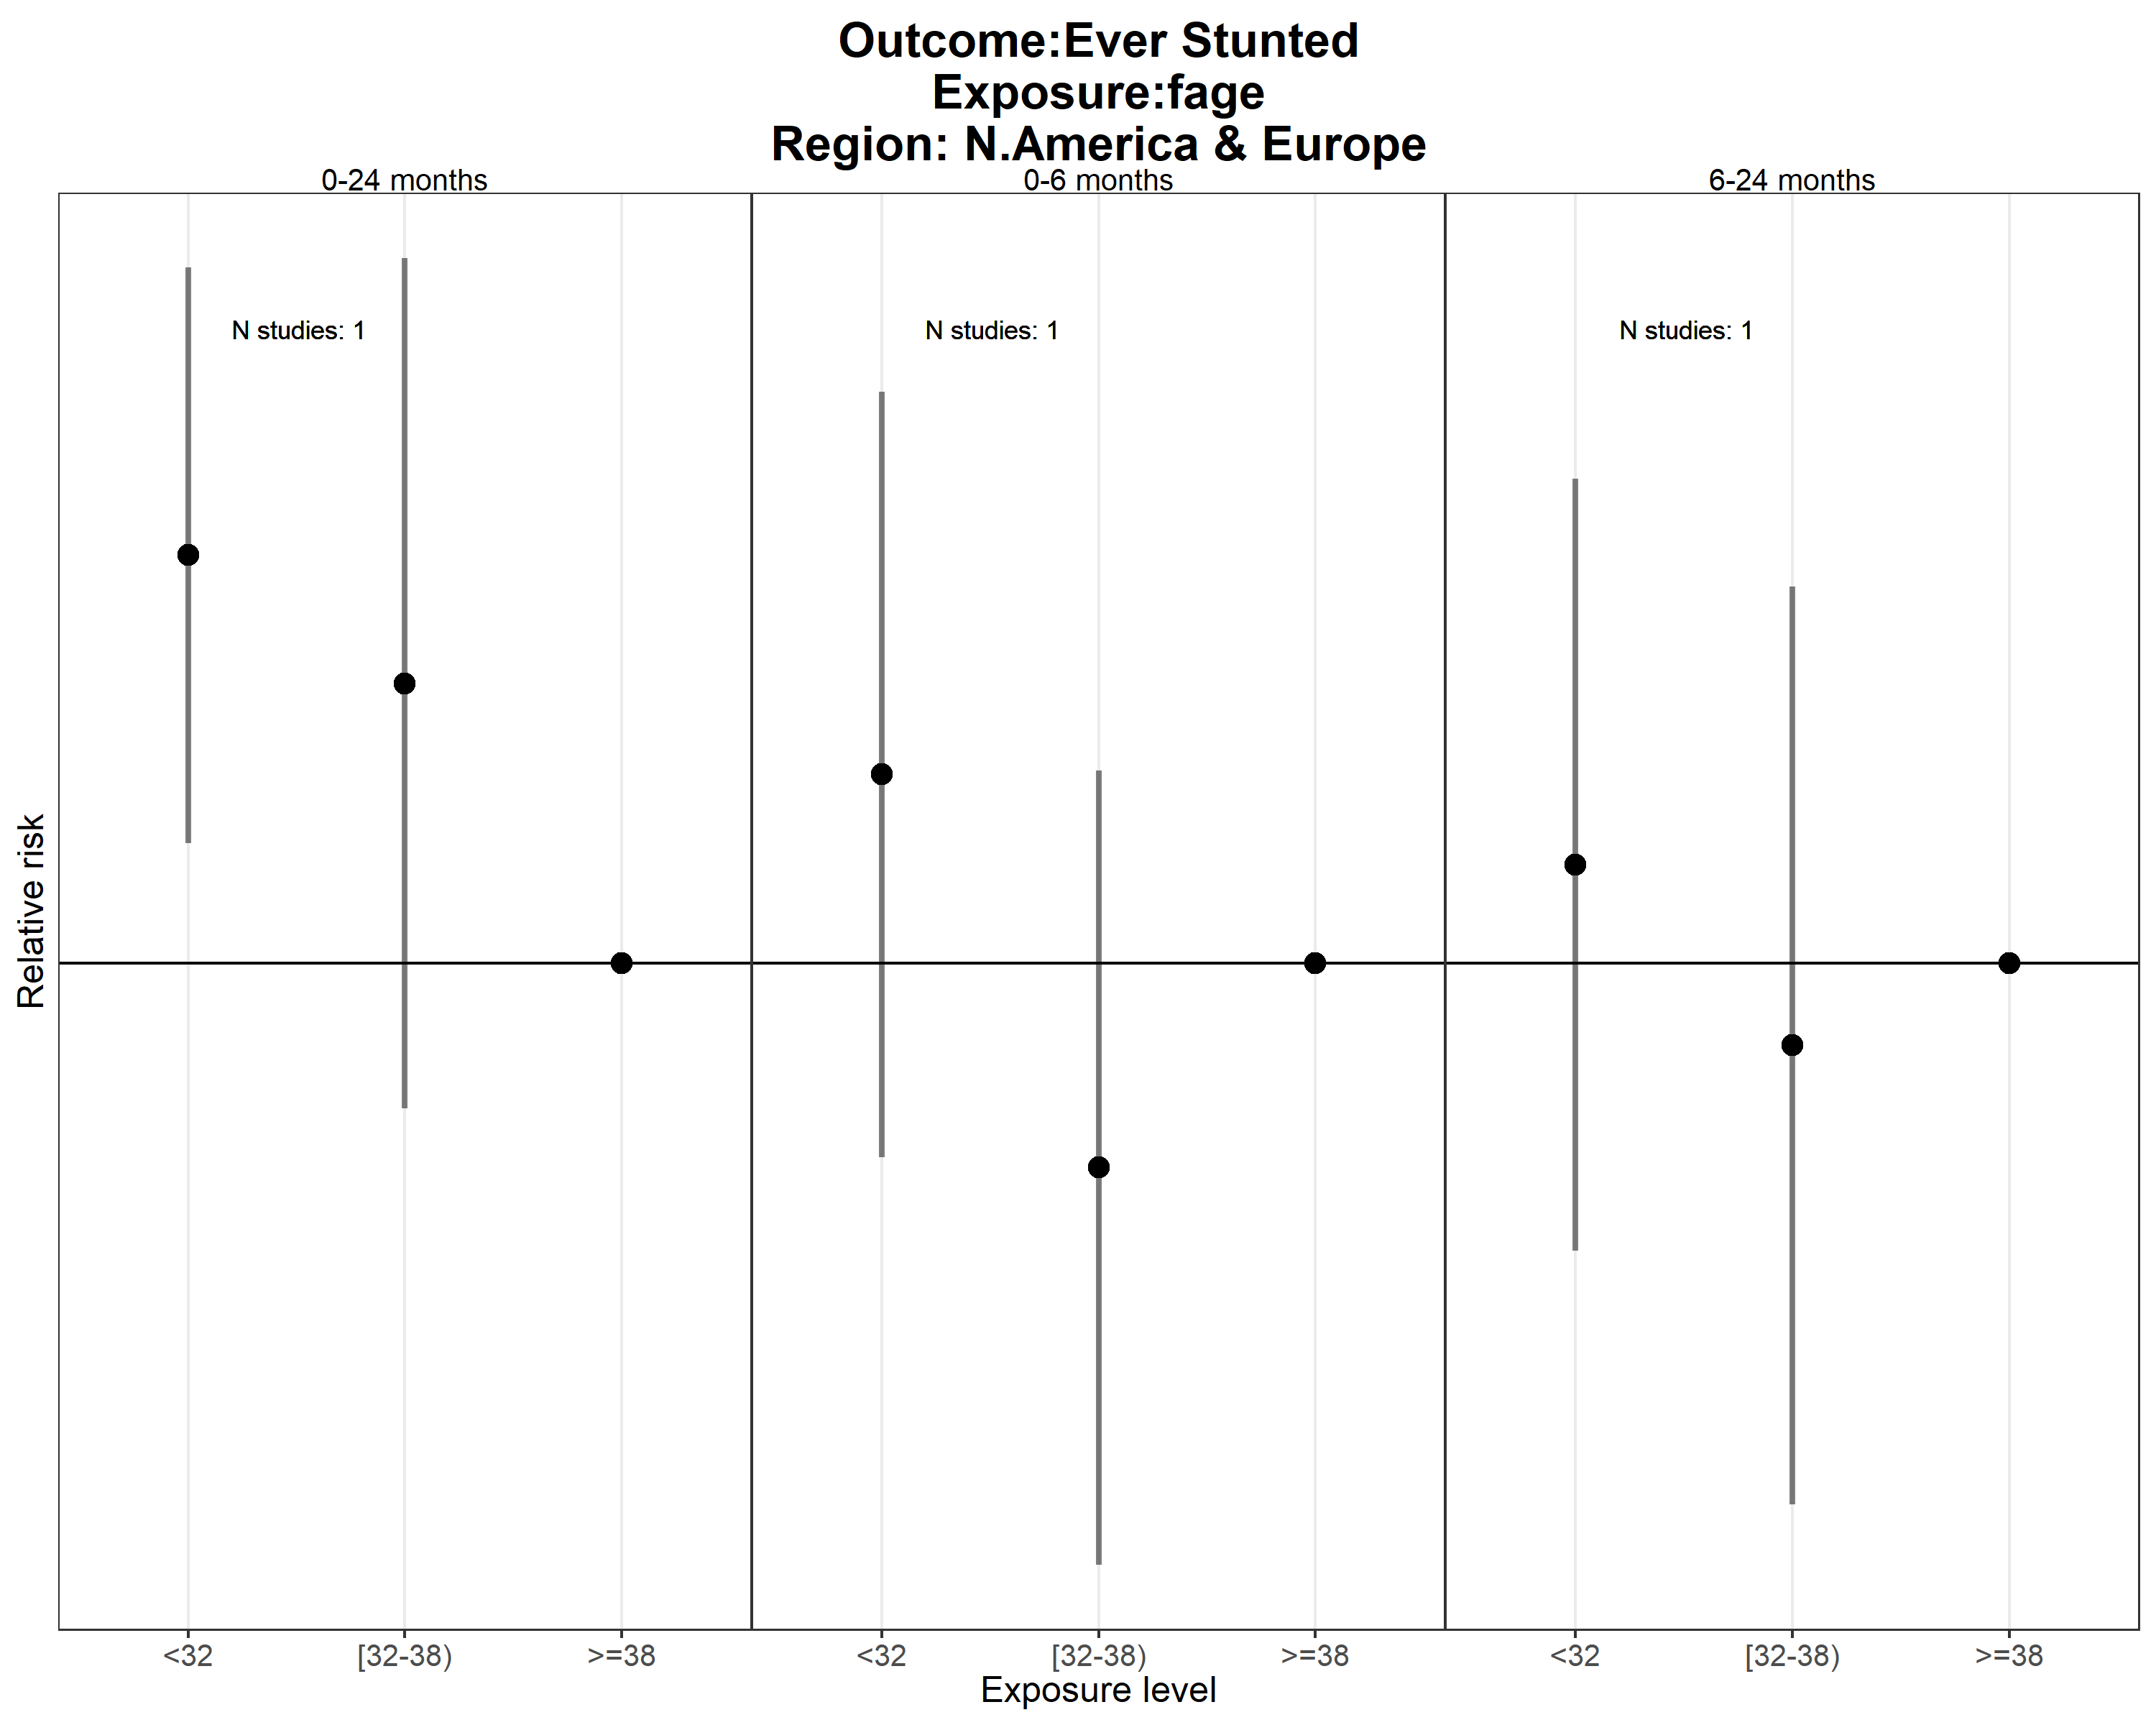 Outcome:Ever Stunted
Exposure:fage
Region: N.America & Europe
0-24 months
0-6 months
6-24 months
N studies: 1
N studies: 1
N studies: 1
Relative risk
<32
[32-38)
>=38
<32
[32-38)
>=38
<32
[32-38)
>=38
Exposure level